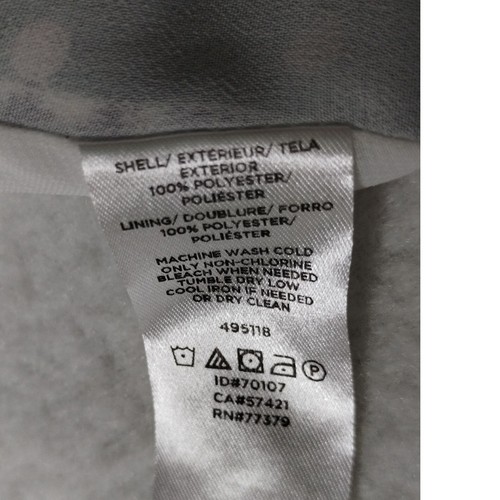 SHELL/ EXTÉRIEUR/ TELA
EXTERIOR
100% POLYESTER/
POLIÉSTER
LINING/ DOUBLURE/ FORRO
100% POLYESTER/
POLIÉSTER
MACHINE WASH COLD
ONLY NON-CHLORINE
BLEACH WHEN NEEDED
TUMBLE DRY LOW
COOL IRON IF NEEDED
OR DRY CLEAN
495118
P
ID#70107
CA#57421
RN#77379